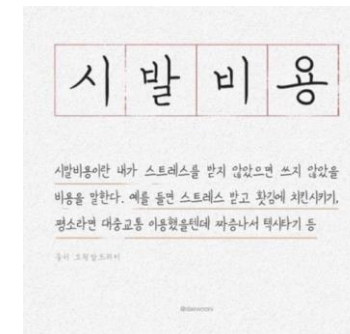 시발비용
시발비용이란 내가 스트레스를 받지 않았으면 쓰지 않았을
비용을 말한다. 예를 들면 스트레스 받고 홧김에 치킨시키기,
평소라면 대중교통 이용했을텐데 짜증나서 택시타기 등
출처